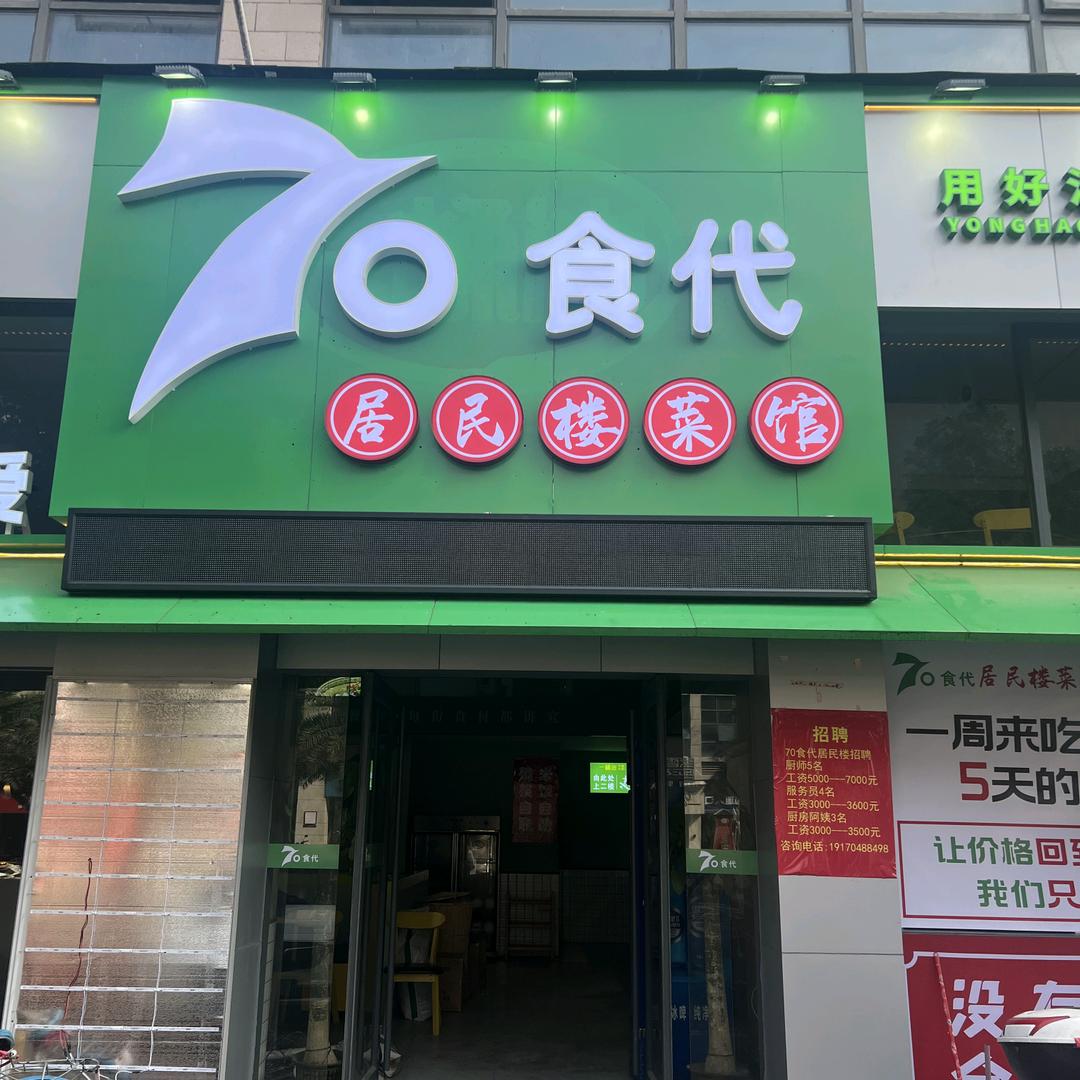 70食代
居民楼菜馆
用好
YONGHAO
招聘
70食代居民楼招聘
厨师5名
工资5000---7000元
服务员4名
工资3000---3600元
厨房阿姨3名
工资3000---3500元
咨询电话:19170488498
70食代居民楼菜
一周来吃
5天的
让价格回
我们只
没有
由此处
上二楼
70食代
70食代